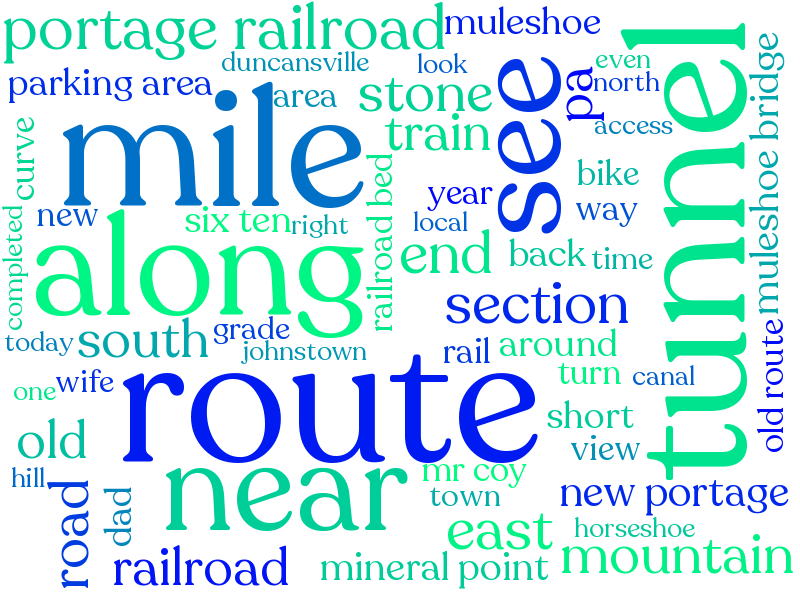 portage railroad
muleshoe
tunnel
duncansville
look
even
parking area
area
stone
see
pa
north
mile
train
access
muleshoe bridge
curve
bike
year
way
new
six ten
right
railroad bed
local
completed
along
end
back
time
section
today
south
grade
johnstown
rail
around
old route
one
wife
route
turn
canal
old
short
view
hill
near
mr coy
road
dad
town
new portage
east
horseshoe
railroad
mineral point
mountain